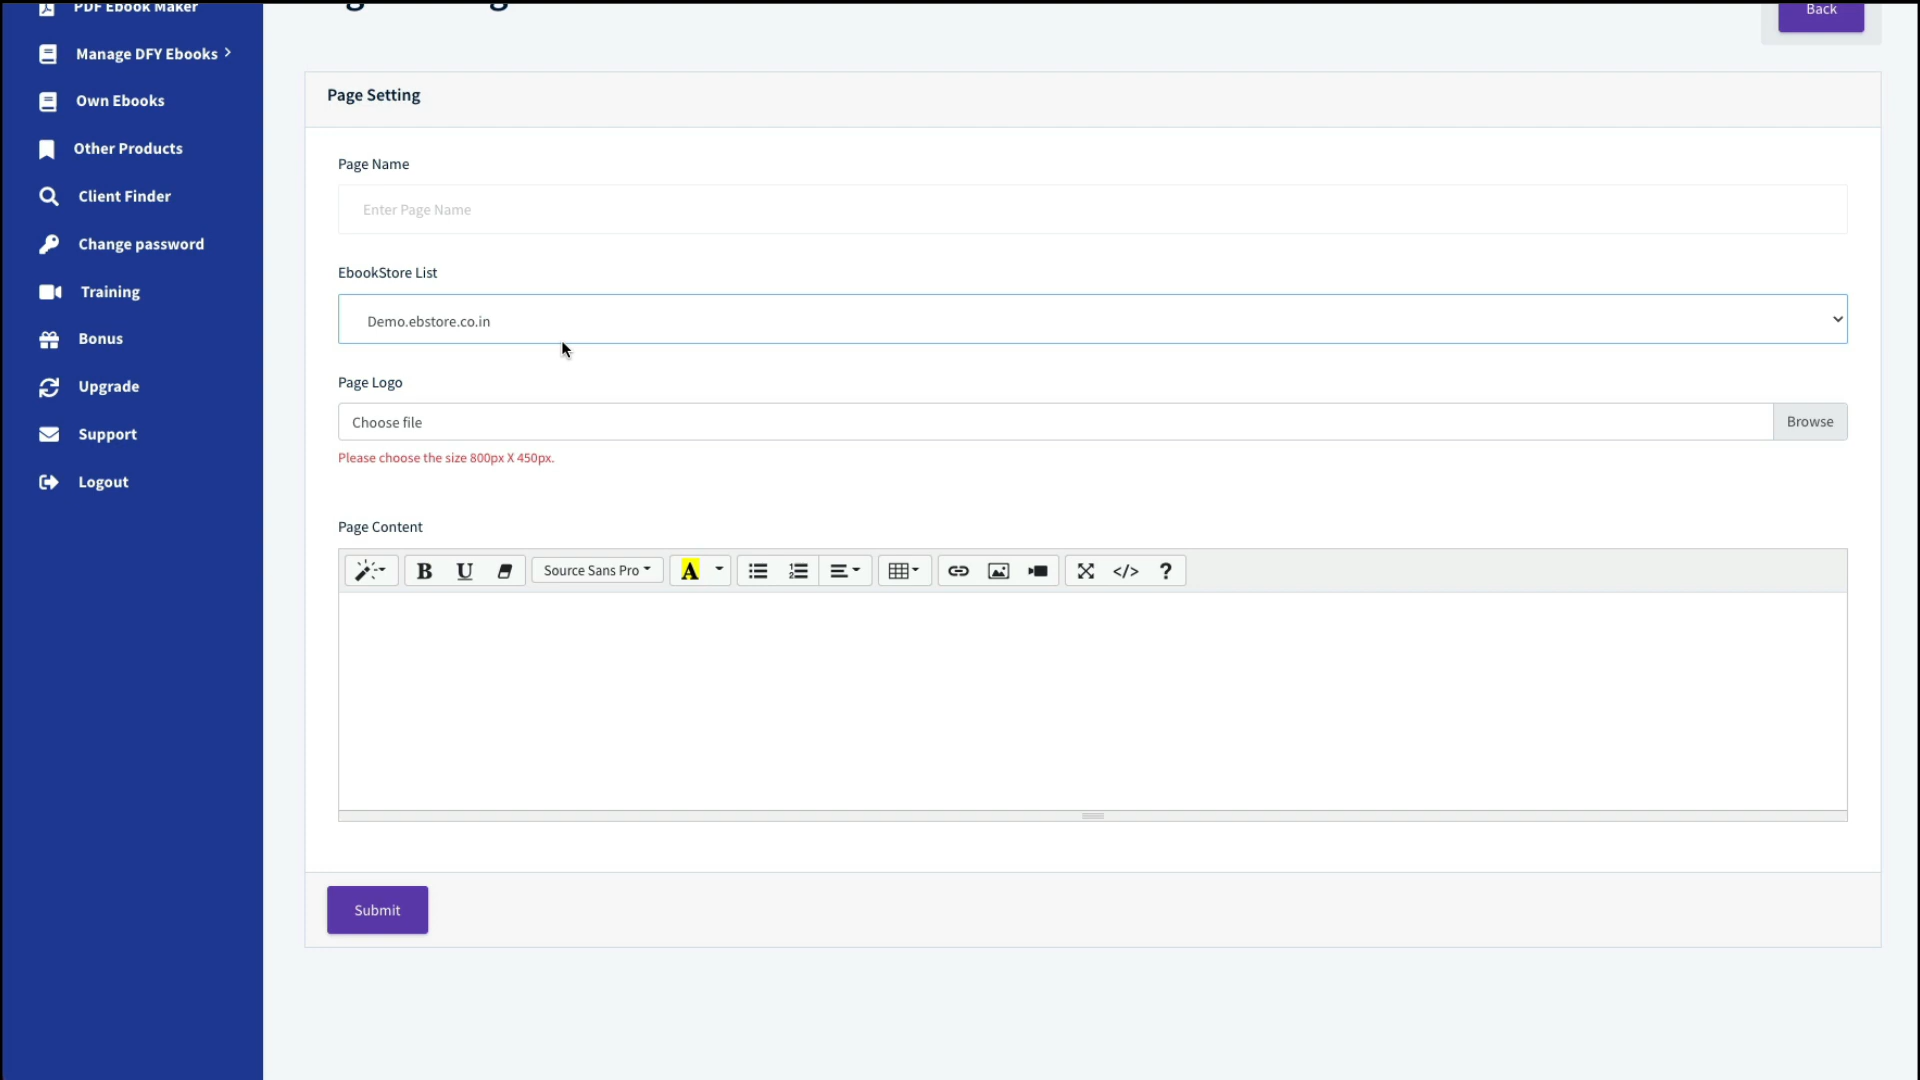 PDF Ebook Maker
Back
Manage DFY Ebooks
Own Ebooks
Other Products
Client Finder
Change password
Training
Bonus
Upgrade
Support
Logout
Page Setting
Page Name
Enter Page Name
EbookStore List
Demo.ebstore.co.in
Page Logo
Choose file
Browse
Please choose the size 800px X 450px.
Page Content
B U Source Sans Pro A </> ?
Submit